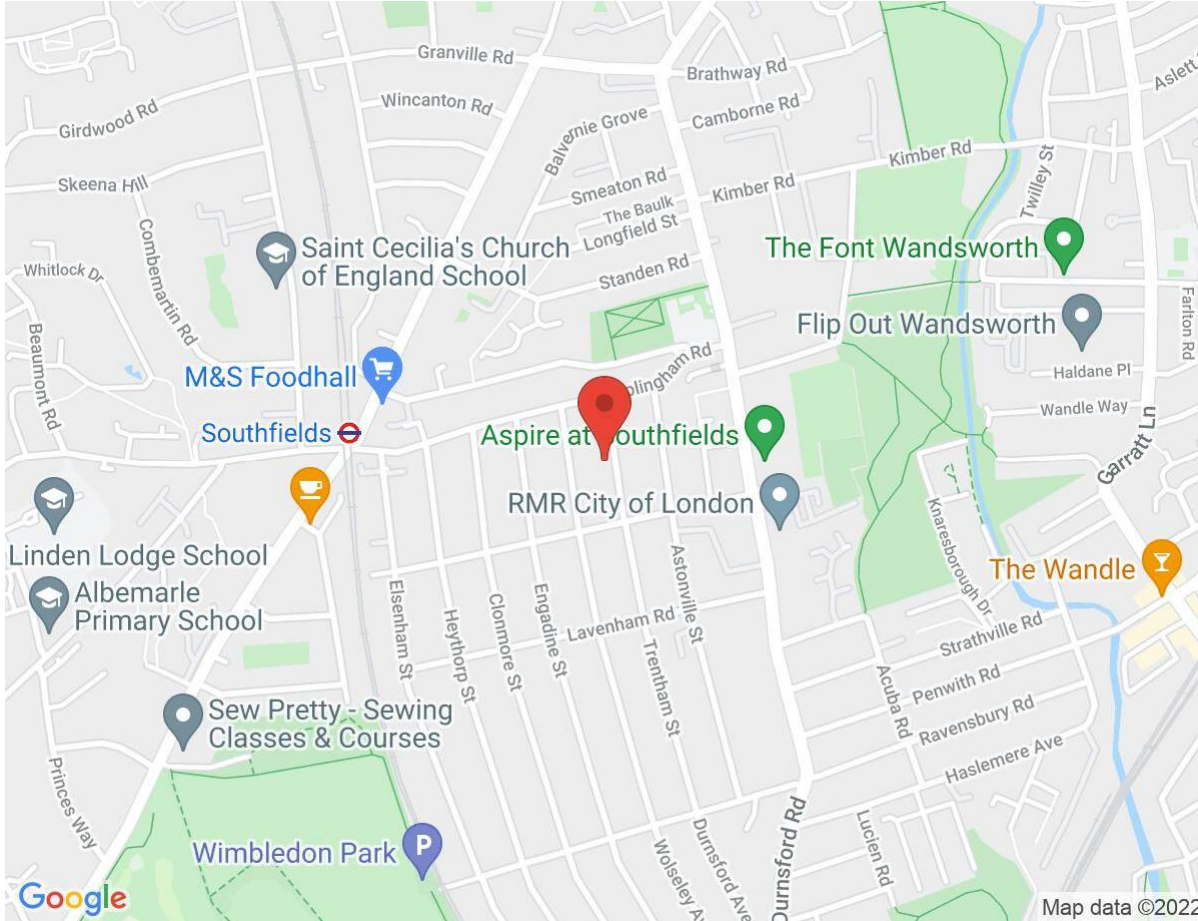 Granville Rd
Brathway Rd
Aslett
Wincanton Rd
Camborne Rd
Girdwood Rd
Balvernie Grove
Kimber Rd
Skeena Hill
Smeaton Rd
Kimber Rd
The Baulk
Longfield St
Twilley St
Combemartin Rd
Saint Cecilia's Church
of England School
The Font Wandsworth
Whitlock Dr
Standen Rd
Farlton Rd
Flip Out Wandsworth
Beaumont Rd
M&S Foodhall
olingham Rd
Haldane Pl
Wandle Way
Southfields
Aspire at Southfields
Garratt Ln
RMR City of London
Knaresborough Dr
Linden Lodge School
The Wandle
Albemarle
Primary School
Elsenham St
Heythorp St
Clonmore St
Engadine St
Astonville St
Lavenham Rd
Trentham St
Strathville Rd
Acuba Rd
Penwith Rd
Ravensbury Rd
Haslemere Ave
Sew Pretty - Sewing
Classes & Courses
Princes Way
Wimbledon Park
P
Wolseley A
Durnsford Ave
Durnsford Rd
Lucien Rd
Google
Map data ©2022